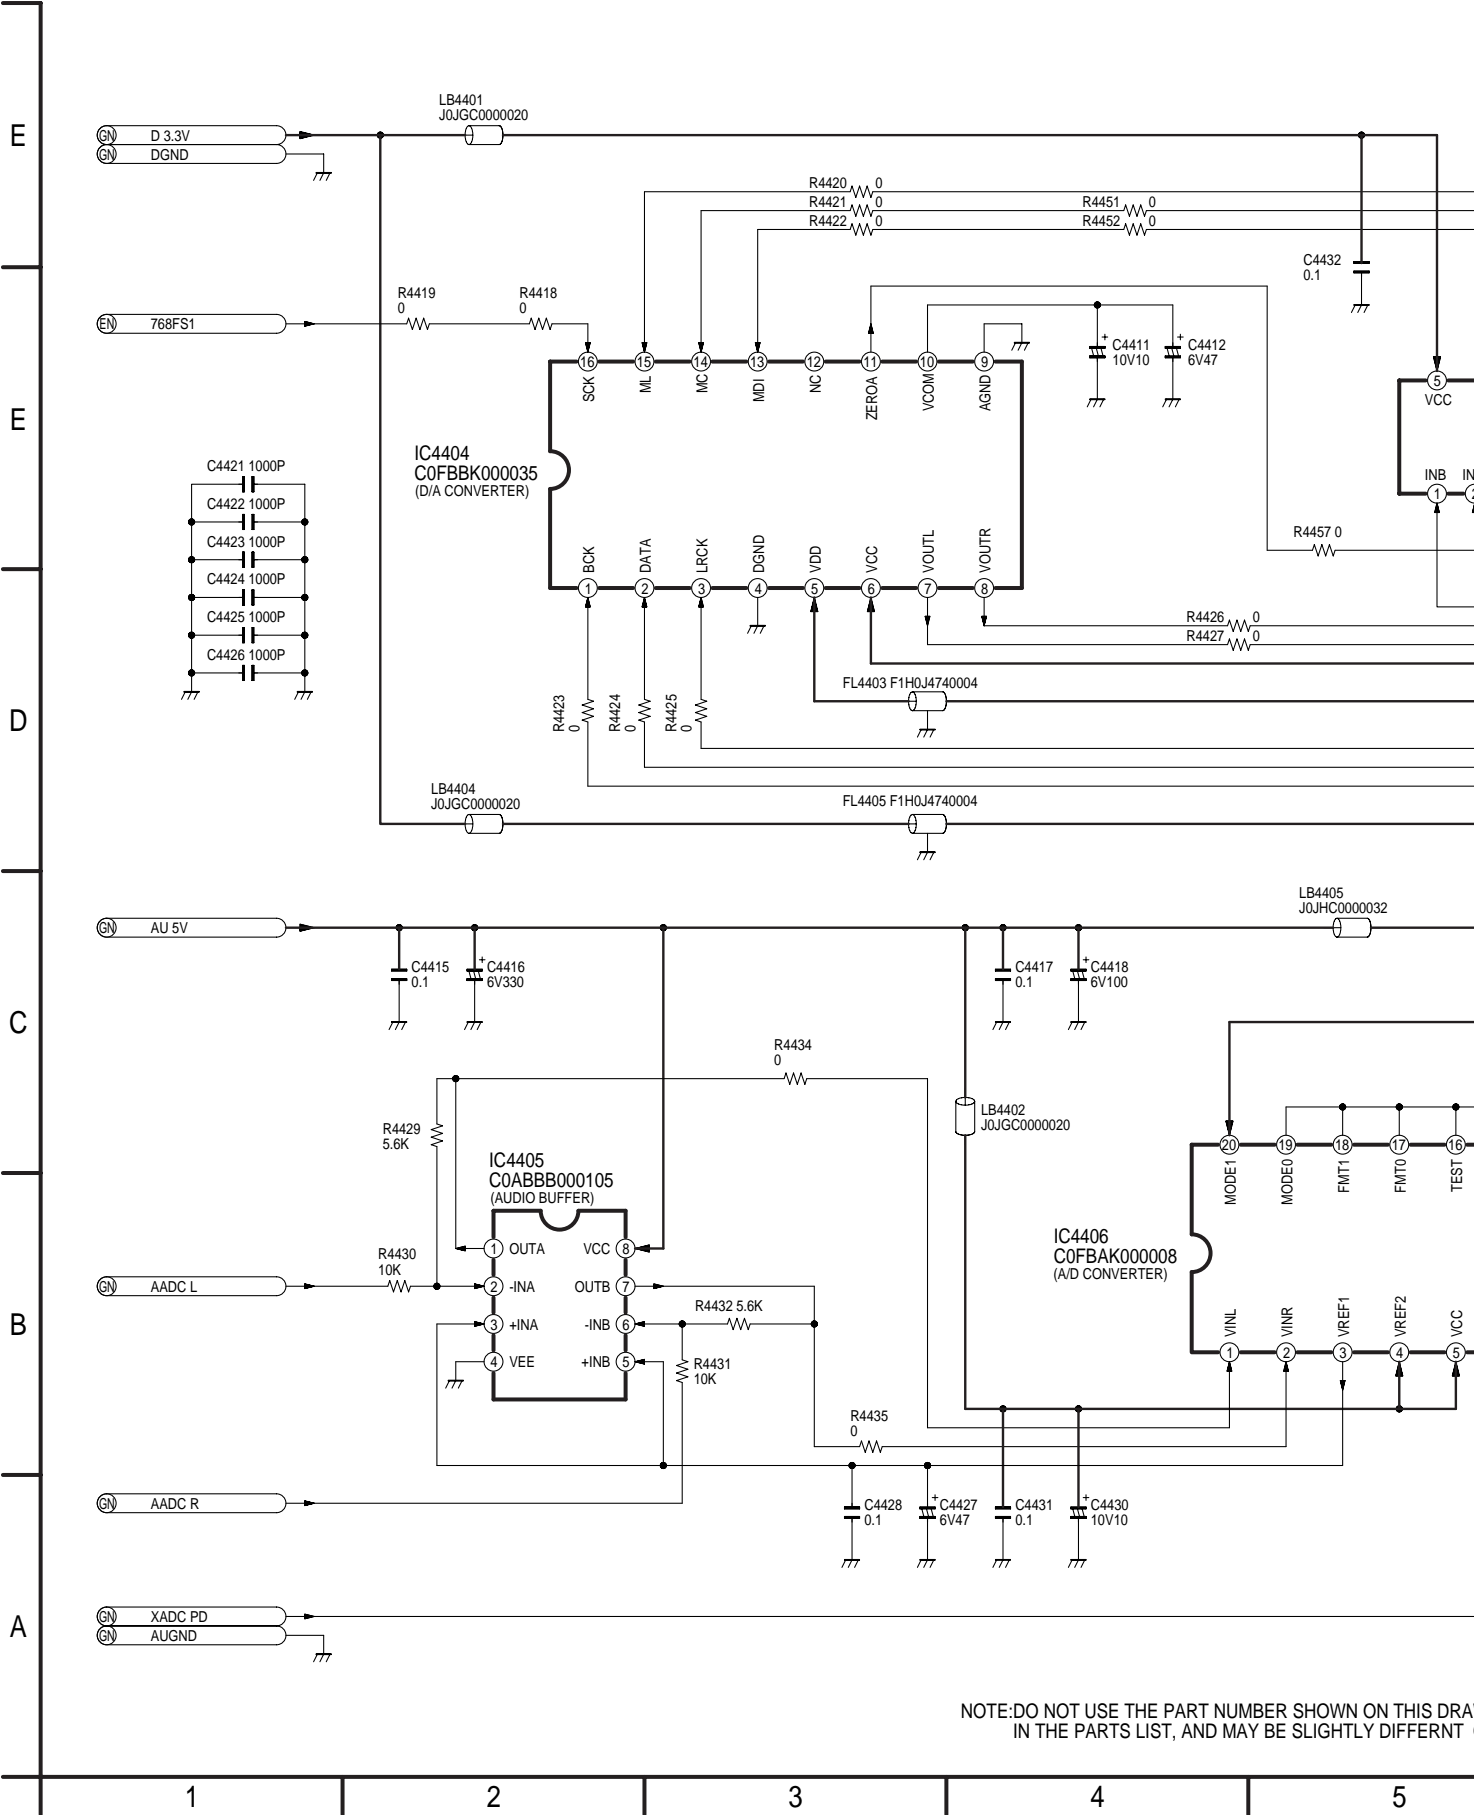 LB4401
J0JGC0000020
E
GN D 3.3V
GN DGND
R4420 0
R4421 0
R4422 0
R4451 0
R4452 0
C4432
0.1
R4419
0
R4418
0
EN 768FS1
16 15 14 13 12 11 10 9
SCK ML MC MDI NC ZEROA VCOM AGND
+ C4411
10V10
+ C4412
6V47
5
VCC
E
IC4404
C0FBBK000035
(D/A CONVERTER)
C4421 1000P
C4422 1000P
C4423 1000P
C4424 1000P
C4425 1000P
C4426 1000P
INB IN
1
R4457 0
BCK DATA LRCK DGND VDD VCC VOUTL VOUTR
1 2 3 4 5 6 7 8
R4426 0
R4427 0
FL4403 F1H0J4740004
R4423
0
R4424
0
R4425
0
D
LB4404
J0JGC0000020
FL4405 F1H0J4740004
LB4405
J0JHC0000032
GN AU 5V
C4415
0.1
+ C4416
6V330
C4417
0.1
+ C4418
6V100
C
R4434
0
LB4402
J0JGC0000020
R4429
5.6K
20 19 18 17 16
MODE1 MODE0 FMT1 FMT0 TEST
IC4405
C0ABBB000105
(AUDIO BUFFER)
1 OUTA VCC 8
2 -INA OUTB 7
3 +INA -INB 6
4 VEE +INB 5
R4430
10K
GN AADC L
R4432 5.6K
R4431
10K
IC4406
C0FBAK000008
(A/D CONVERTER)
B
VINL VINR VREF1 VREF2 VCC
1 2 3 4 5
R4435
0
GN AADC R
C4428
0.1
+ C4427
6V47
C4431
0.1
+ C4430
10V10
A
GN XADC PD
GN AUGND
NOTE:DO NOT USE THE PART NUMBER SHOWN ON THIS DRA
IN THE PARTS LIST, AND MAY BE SLIGHTLY DIFFERNT
1 2 3 4 5